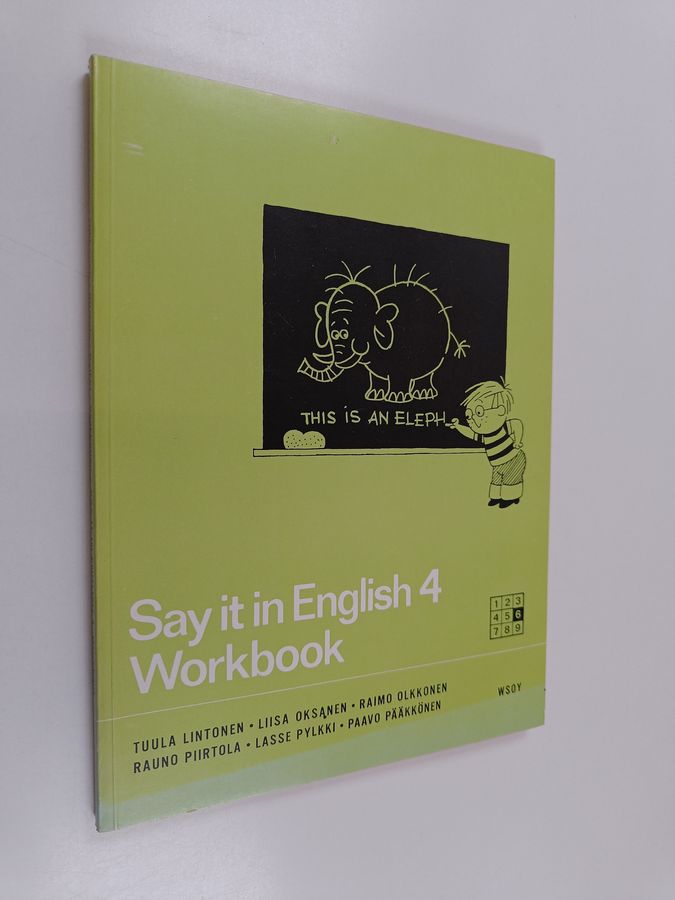 THIS IS AN ELEPH
Say it in English 4
Workbook
1 2 3
4 5 6
7 8 9
TUULA LINTONEN • LIISA OKSANEN • RAIMO OLKKONEN
RAUNO PIIRTOLA • LASSE PYLKKI • PAAVO PÄÄKKÖNEN
WSOY